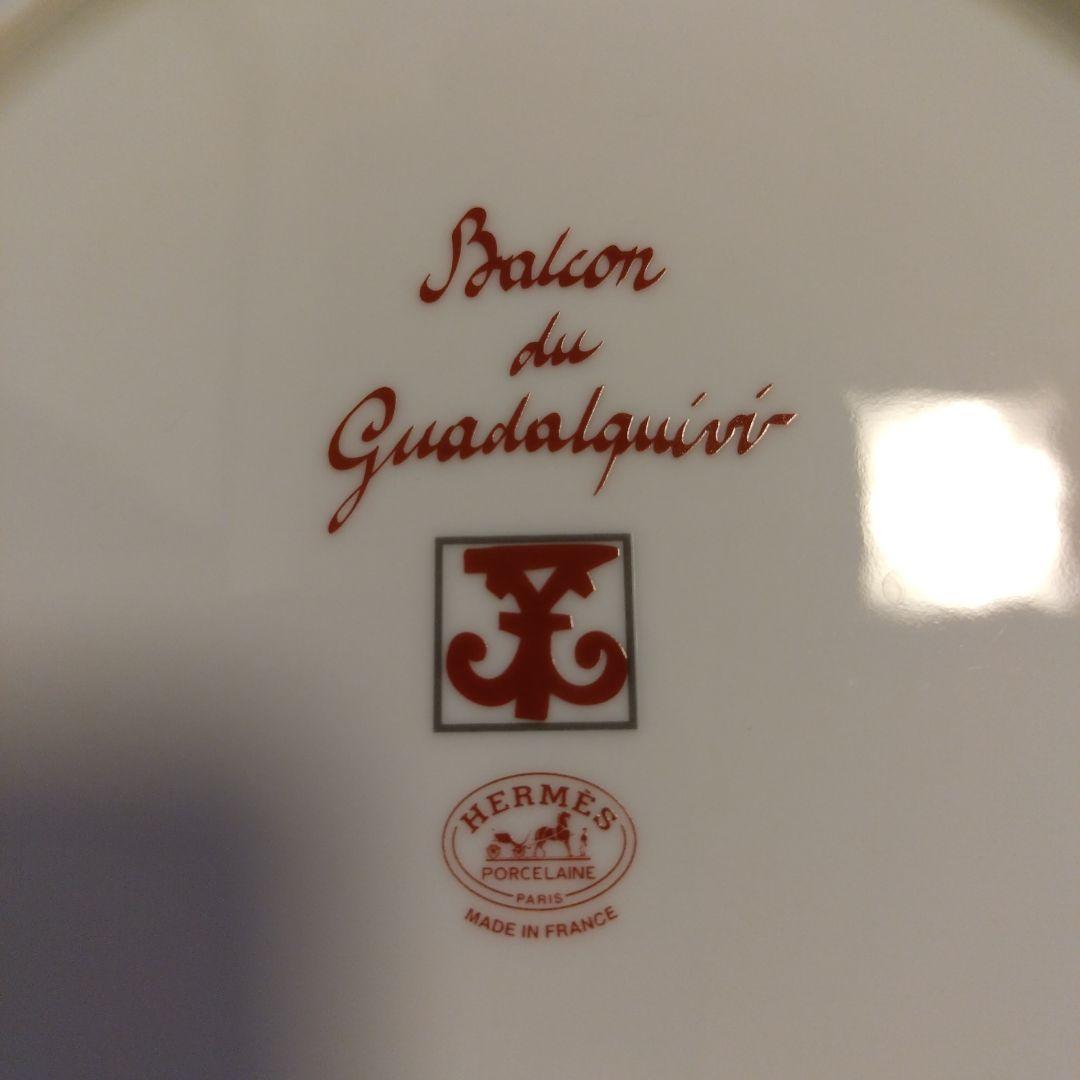 Balcon
du
Guadalquivir
HERMÈS
PORCELAINE
PARIS
MADE IN FRANCE